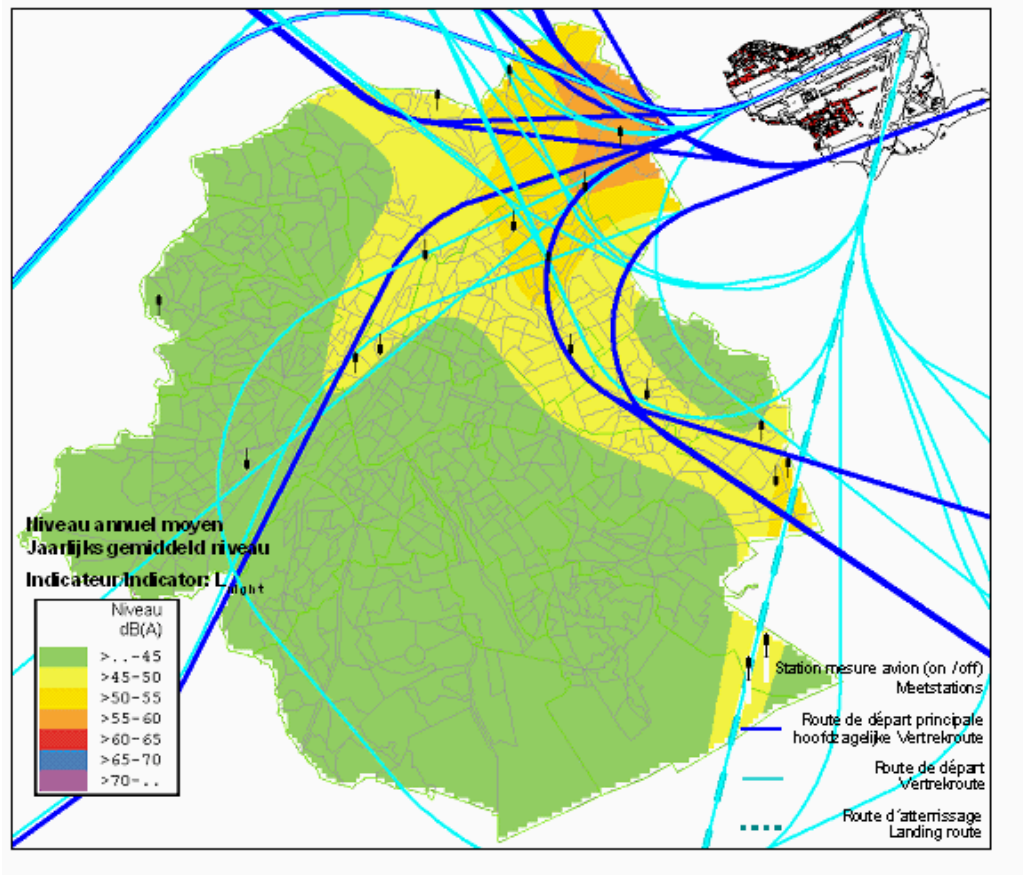 Niveau annuel moyen
Jaarlijks gemiddeld niveau
Indicateur/Indicator: Lnight
Niveau
dB(A)
>..-45
>45-50
>50-55
>55-60
>60-65
>65-70
>70-..
Station mesure avion (on /off)
Meetstations
Route de départ principale
hoofdzagelijke Vertrekroute
Route de départ
Vertrekroute
Route d'atterrissage
Landing route